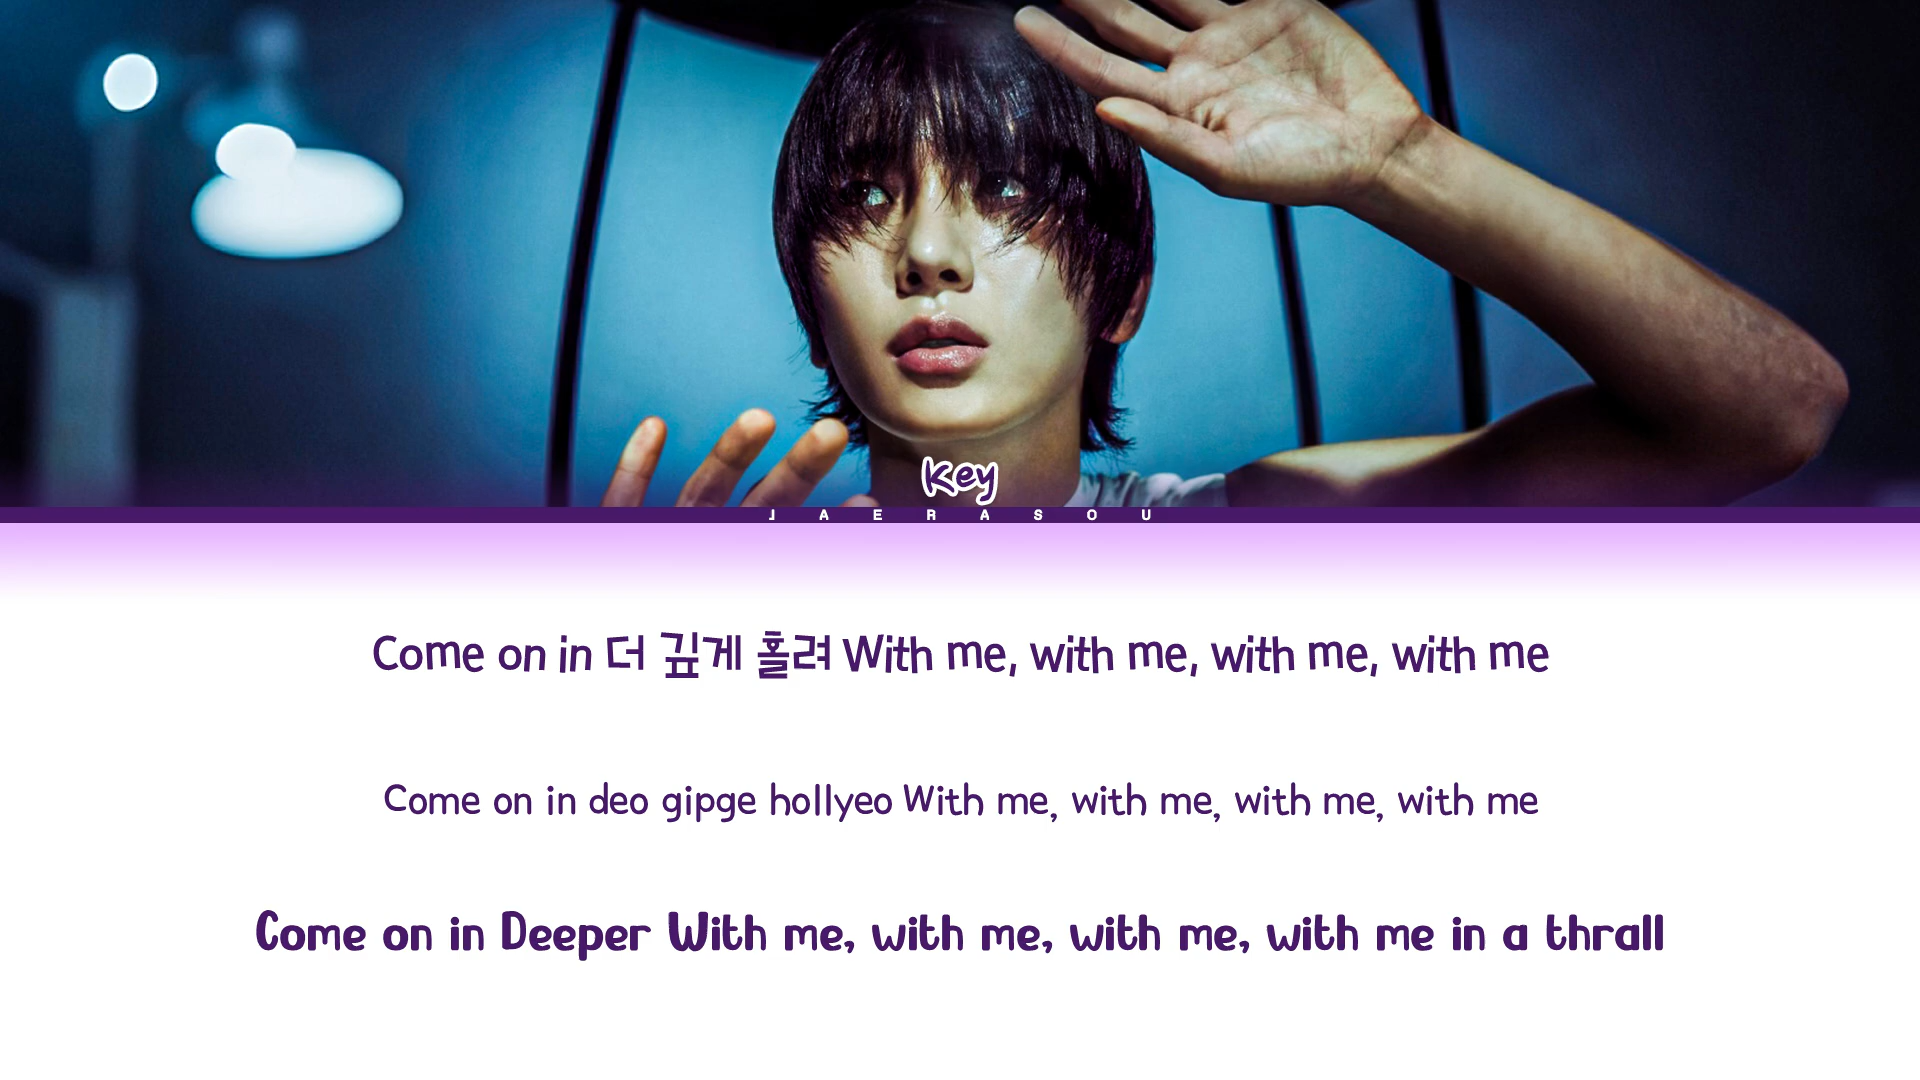 Key
JAERASOU
Come on in 더 깊게 홀려 With me, with me, with me, with me
Come on in deo gipge hollyeo With me, with me, with me, with me
Come on in Deeper With me, with me, with me, with me in a thrall